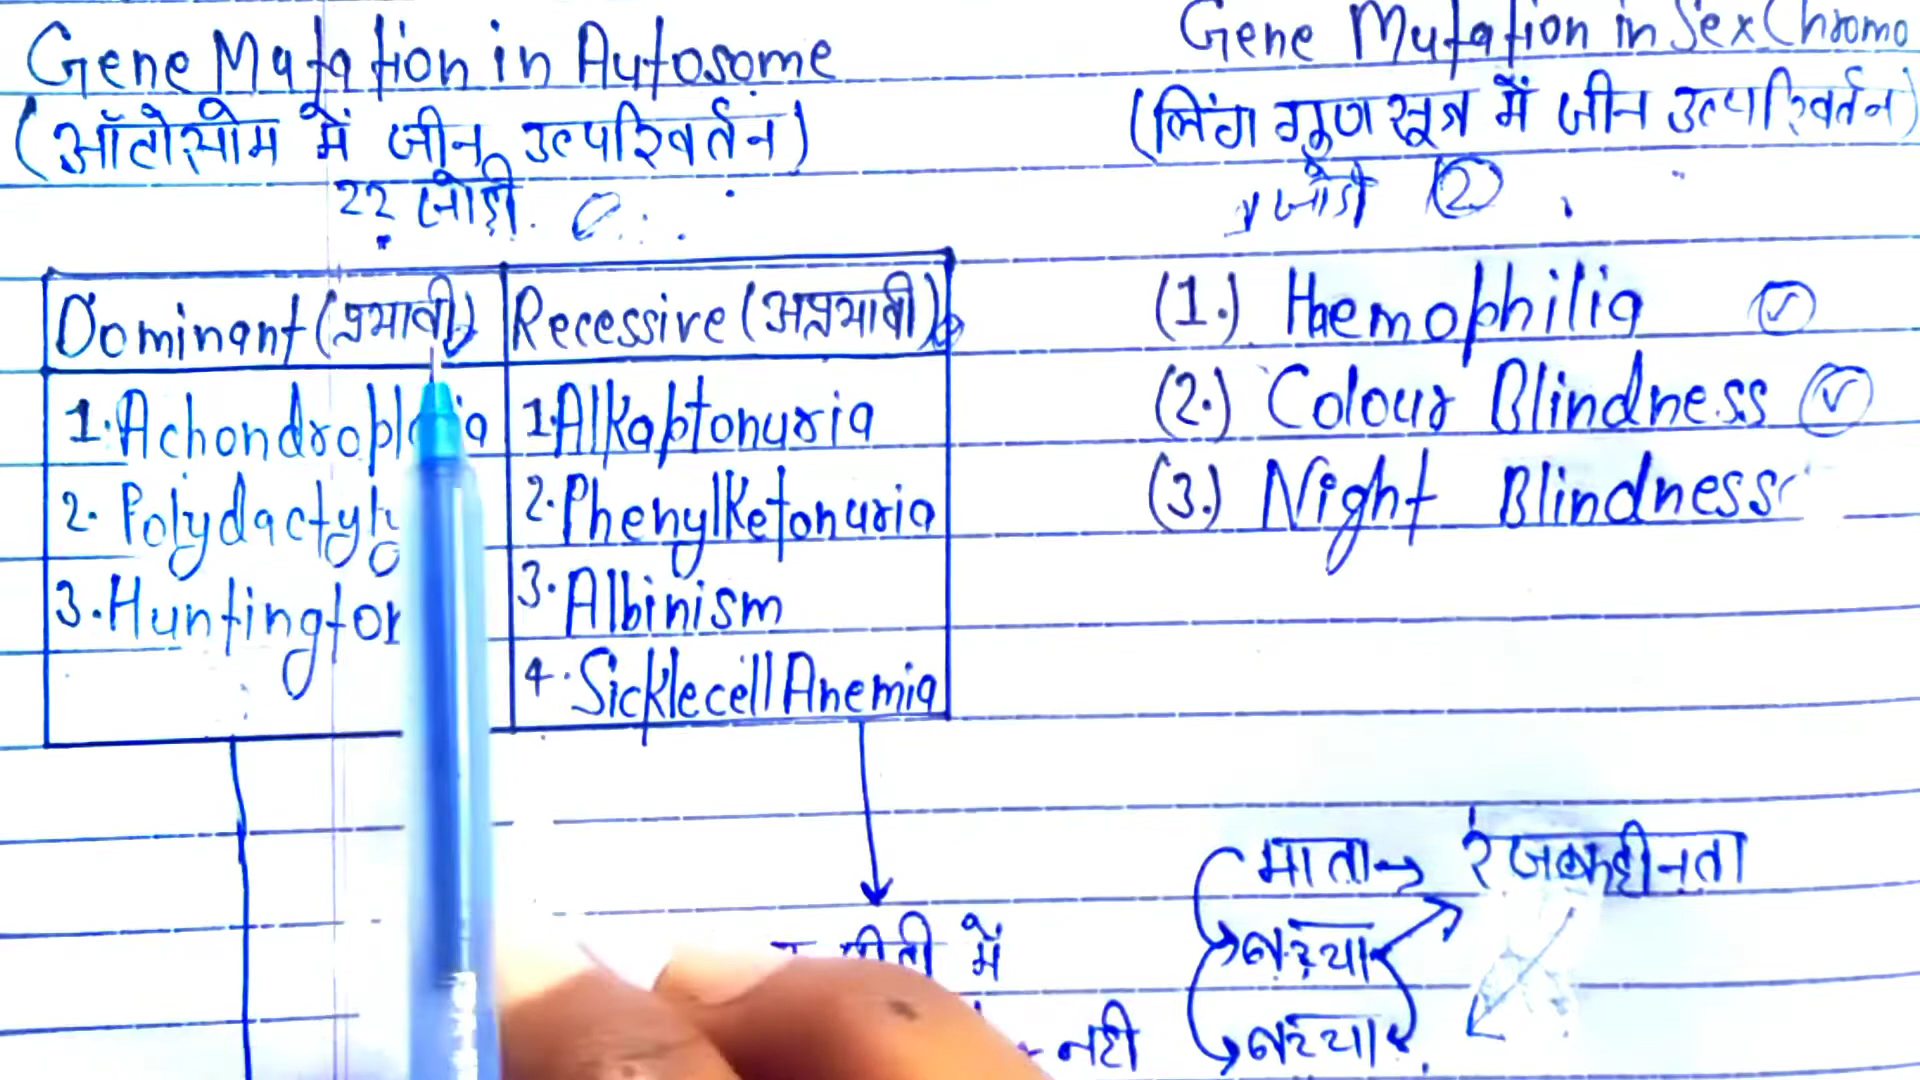 Gene Mutation in Autosome
(ऑटोसोम में जीन उत्परिवर्तन)
22 जोड़ी
Dominant (प्रभावी)
1. Achondroplasia
2. Polydactyly
3. Huntington
Recessive (अप्रभावी)
1. Alkaptonuria
2. Phenylketonuria
3. Albinism
4. Sicklecell Anemia
में
नही
Gene Mutation in Sex Chromo
(लिंग गुणसूत्र में जीन उत्परिवर्तन)
1 जोडी 2
(1.) Haemophilia
(2.) Colour Blindness
(3.) Night Blindness
माता → रंजकहीनता
बच्चा
बच्चा